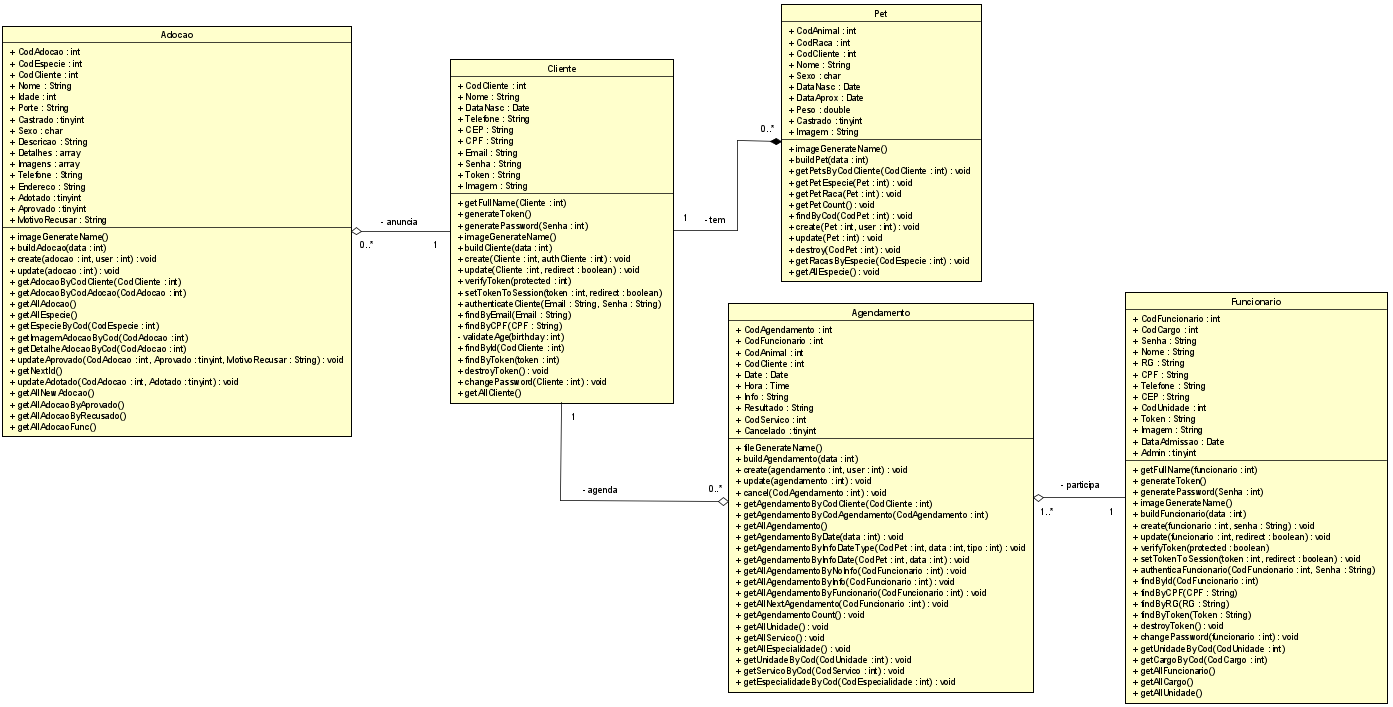 Adocao
+ CodAdocao : int
+ CodEspecie : int
+ CodCliente : int
+ Nome : String
+ Idade : int
+ Porte : String
+ Castrado : tinyint
+ Sexo : char
+ Descricao : String
+ Detalhes : array
+ Imagens : array
+ Telefone : String
+ Endereco : String
+ Adotado : tinyint
+ Aprovado : tinyint
+ MotivoRecusar : String
+ imageGenerateName()
+ buildAdocao(data : int)
+ create(adocao : int, user : int) : void
+ update(adocao : int) : void
+ getAdocaoByCodCliente(CodCliente : int)
+ getAdocaoByCodAdocao(CodAdocao : int)
+ getAllAdocao()
+ getAllEspecie()
+ getEspecieByCod(CodEspecie : int)
+ getImagemAdocaoByCod(CodAdocao : int)
+ getDetalheAdocaoByCod(CodAdocao : int)
+ updateAprovado(CodAdocao : int, Aprovado : tinyint, MotivoRecusar : String) : void
+ getNextId()
+ updateAdotado(CodAdocao : int, Adotado : tinyint) : void
+ getAllNewAdocao()
+ getAllAdocaoByAprovado()
+ getAllAdocaoByRecusado()
+ getAllAdocaoFunc()
- anuncia
0..*
1
Cliente
+ CodCliente : int
+ Nome : String
+ DataNasc : Date
+ Telefone : String
+ CEP : String
+ CPF : String
+ Email : String
+ Senha : String
+ Token : String
+ Imagem : String
+ getFullName(Cliente : int)
+ generateToken()
+ generatePassword(Senha : int)
+ imageGenerateName()
+ buildCliente(data : int)
+ create(Cliente : int, authCliente : int) : void
+ update(Cliente : int, redirect : boolean) : void
+ verifyToken(protected : int)
+ setTokenToSession(token : int, redirect : boolean)
+ authenticateCliente(Email : String, Senha : String)
+ findByEmail(Email : String)
+ findByCPF(CPF : String)
- validateAge(birthday : int)
+ findById(CodCliente : int)
+ findByToken(token : int)
+ destroyToken() : void
+ changePassword(Cliente : int) : void
+ getAllCliente()
1
- tem
0..*
Pet
+ CodAnimal : int
+ CodRaca : int
+ CodCliente : int
+ Nome : String
+ Sexo : char
+ DataNasc : Date
+ DataAprox : Date
+ Peso : double
+ Castrado : tinyint
+ Imagem : String
+ imageGenerateName()
+ buildPet(data : int)
+ getPetsByCodCliente(CodCliente : int) : void
+ getPetEspecie(Pet : int) : void
+ getPetRaca(Pet : int) : void
+ getPetCount() : void
+ findByCod(CodPet : int) : void
+ create(Pet : int, user : int) : void
+ update(Pet : int) : void
+ destroy(CodPet : int) : void
+ getRacasByEspecie(CodEspecie : int) : void
+ getAllEspecie() : void
1
- agenda
0..*
Agendamento
+ CodAgendamento : int
+ CodFuncionario : int
+ CodAnimal : int
+ CodCliente : int
+ Date : Date
+ Hora : Time
+ Info : String
+ Resultado : String
+ CodServico : int
+ Cancelado : tinyint
+ fileGenerateName()
+ buildAgendamento(data : int)
+ create(agendamento : int, user : int) : void
+ update(agendamento : int) : void
+ cancel(CodAgendamento : int) : void
+ getAgendamentoByCodCliente(CodCliente : int)
+ getAgendamentoByCodAgendamento(CodAgendamento : int)
+ getAllAgendamento()
+ getAgendamentoByDate(data : int) : void
+ getAgendamentoByInfoDateType(CodPet : int, data : int, tipo : int) : void
+ getAgendamentoByInfoDate(CodPet : int, data : int) : void
+ getAllAgendamentoByNoInfo(CodFuncionario : int) : void
+ getAllAgendamentoByInfo(CodFuncionario : int) : void
+ getAllAgendamentoByFuncionario(CodFuncionario : int) : void
+ getAllNextAgendamento(CodFuncionario : int) : void
+ getAgendamentoCount() : void
+ getAllUnidade() : void
+ getAllServico() : void
+ getAllEspecialidade() : void
+ getUnidadeByCod(CodUnidade : int) : void
+ getServicoByCod(CodServico : int) : void
+ getEspecialidadeByCod(CodEspecialidade : int) : void
- participa
1..*
1
Funcionario
+ CodFuncionario : int
+ CodCargo : int
+ Senha : String
+ Nome : String
+ RG : String
+ CPF : String
+ Telefone : String
+ CEP : String
+ CodUnidade : int
+ Token : String
+ Imagem : String
+ DataAdmissao : Date
+ Admin : tinyint
+ getFullName(funcionario : int)
+ generateToken()
+ generatePassword(Senha : int)
+ imageGenerateName()
+ buildFuncionario(data : int)
+ create(funcionario : int, senha : String) : void
+ update(funcionario : int, redirect : boolean) : void
+ verifyToken(protected : boolean)
+ setTokenToSession(token : int, redirect : boolean) : void
+ authenticaFuncionario(CodFuncionario : int, Senha : String)
+ findById(CodFuncionario : int)
+ findByCPF(CPF : String)
+ findByRG(RG : String)
+ findByToken(Token : String)
+ destroyToken() : void
+ changePassword(funcionario : int) : void
+ getUnidadeByCod(CodUnidade : int)
+ getCargoByCod(CodCargo : int)
+ getAllFuncionario()
+ getAllCargo()
+ getAllUnidade()